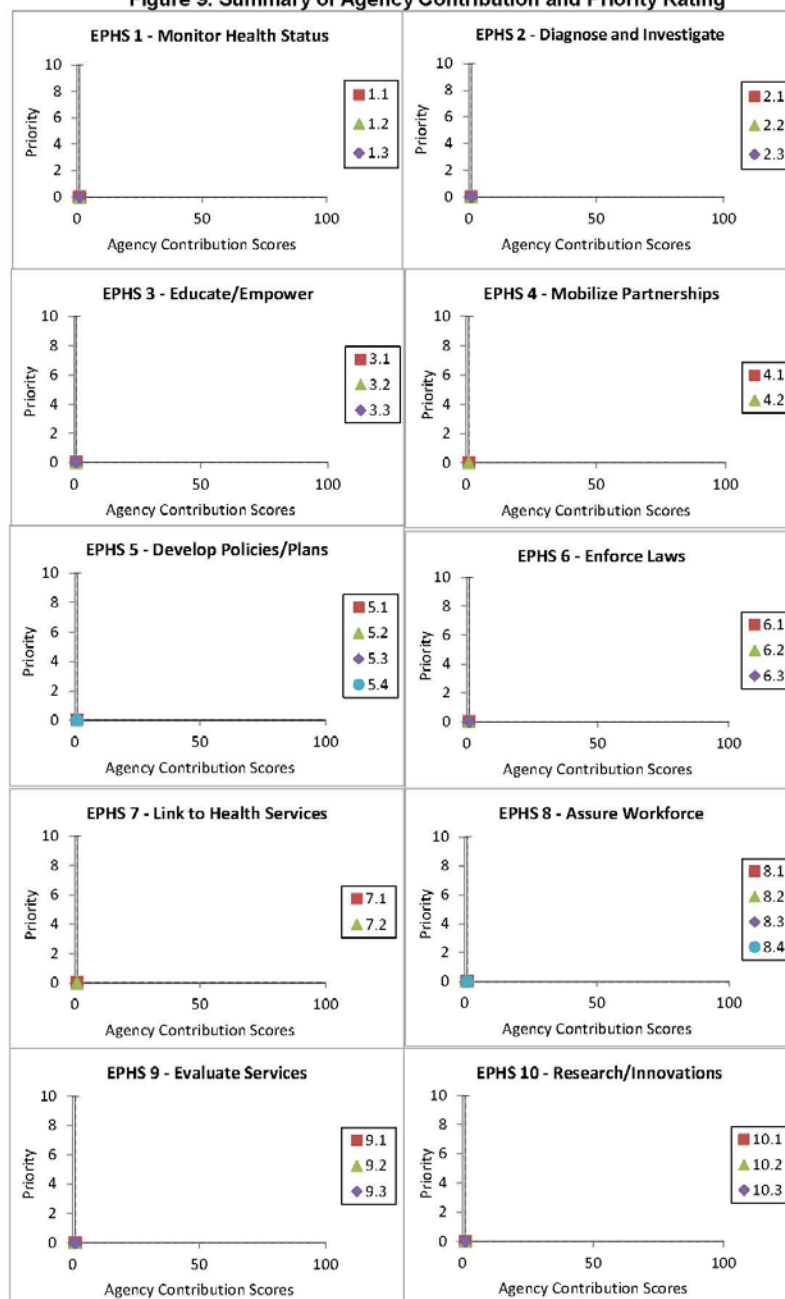 Figure 9. Summary of Agency Contribution and Priority Rating
EPHS 1 - Monitor Health Status
10
8
6
4
2
0
Priority
0 50 100
Agency Contribution Scores
1.1
1.2
1.3
EPHS 2 - Diagnose and Investigate
10
8
6
4
2
0
Priority
0 50 100
Agency Contribution Scores
2.1
2.2
2.3
EPHS 3 - Educate/Empower
10
8
6
4
2
0
Priority
0 50 100
Agency Contribution Scores
3.1
3.2
3.3
EPHS 4 - Mobilize Partnerships
10
8
6
4
2
0
Priority
0 50 100
Agency Contribution Scores
4.1
4.2
EPHS 5 - Develop Policies/Plans
10
8
6
4
2
0
Priority
0 50 100
Agency Contribution Scores
5.1
5.2
5.3
5.4
EPHS 6 - Enforce Laws
10
8
6
4
2
0
Priority
0 50 100
Agency Contribution Scores
6.1
6.2
6.3
EPHS 7 - Link to Health Services
10
8
6
4
2
0
Priority
0 50 100
Agency Contribution Scores
7.1
7.2
EPHS 8 - Assure Workforce
10
8
6
4
2
0
Priority
0 50 100
Agency Contribution Scores
8.1
8.2
8.3
8.4
EPHS 9 - Evaluate Services
10
8
6
4
2
0
Priority
0 50 100
Agency Contribution Scores
9.1
9.2
9.3
EPHS 10 - Research/Innovations
10
8
6
4
2
0
Priority
0 50 100
Agency Contribution Scores
10.1
10.2
10.3